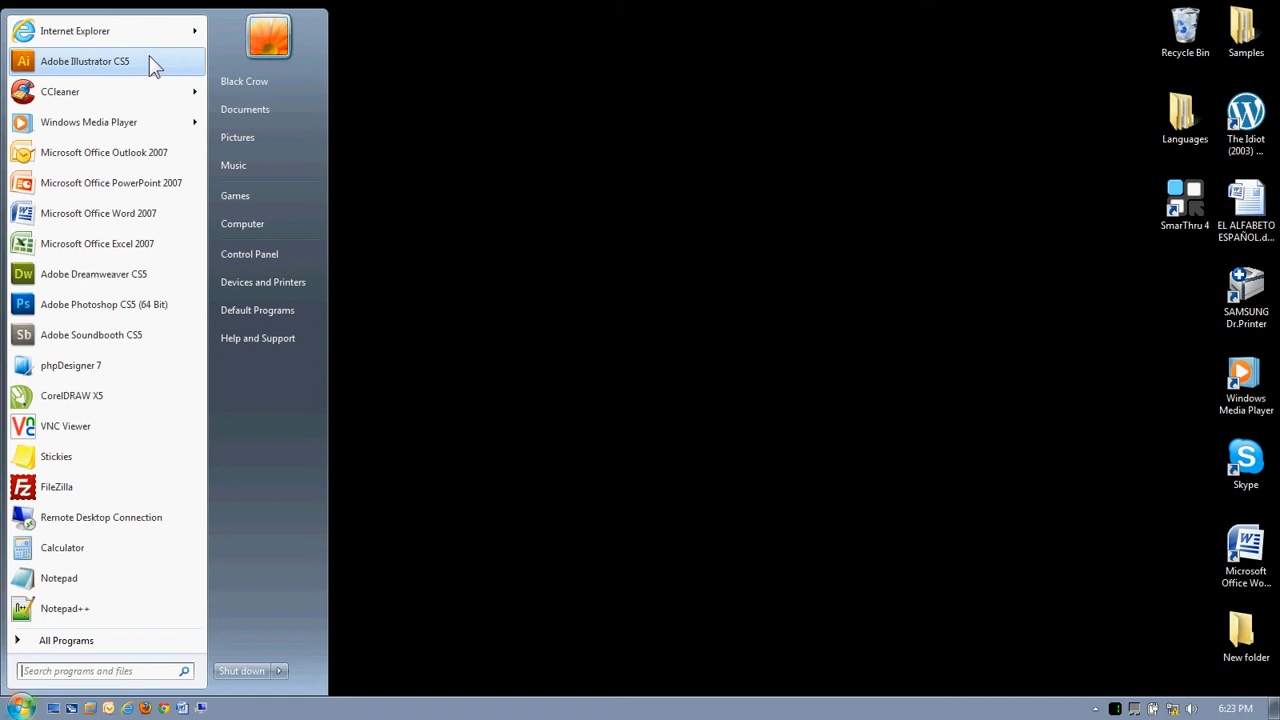 Internet Explorer
Adobe Illustrator CS5
CCleaner
Windows Media Player
Microsoft Office Outlook 2007
Microsoft Office PowerPoint 2007
Microsoft Office Word 2007
Microsoft Office Excel 2007
Adobe Dreamweaver CS5
Adobe Photoshop CS5 (64 Bit)
Adobe Soundbooth CS5
phpDesigner 7
CorelDRAW X5
VNC Viewer
Stickies
FileZilla
Remote Desktop Connection
Calculator
Notepad
Notepad++
All Programs
Search programs and files
Black Crow
Documents
Pictures
Music
Games
Computer
Control Panel
Devices and Printers
Default Programs
Help and Support
Shut down
Recycle Bin
Samples
Languages
The Idiot
(2003) ...
SmarThru 4
EL ALFABETO
ESPAÑOL.d...
SAMSUNG
Dr.Printer
Windows
Media Player
Skype
Microsoft
Office Wo...
New folder
6:23 PM